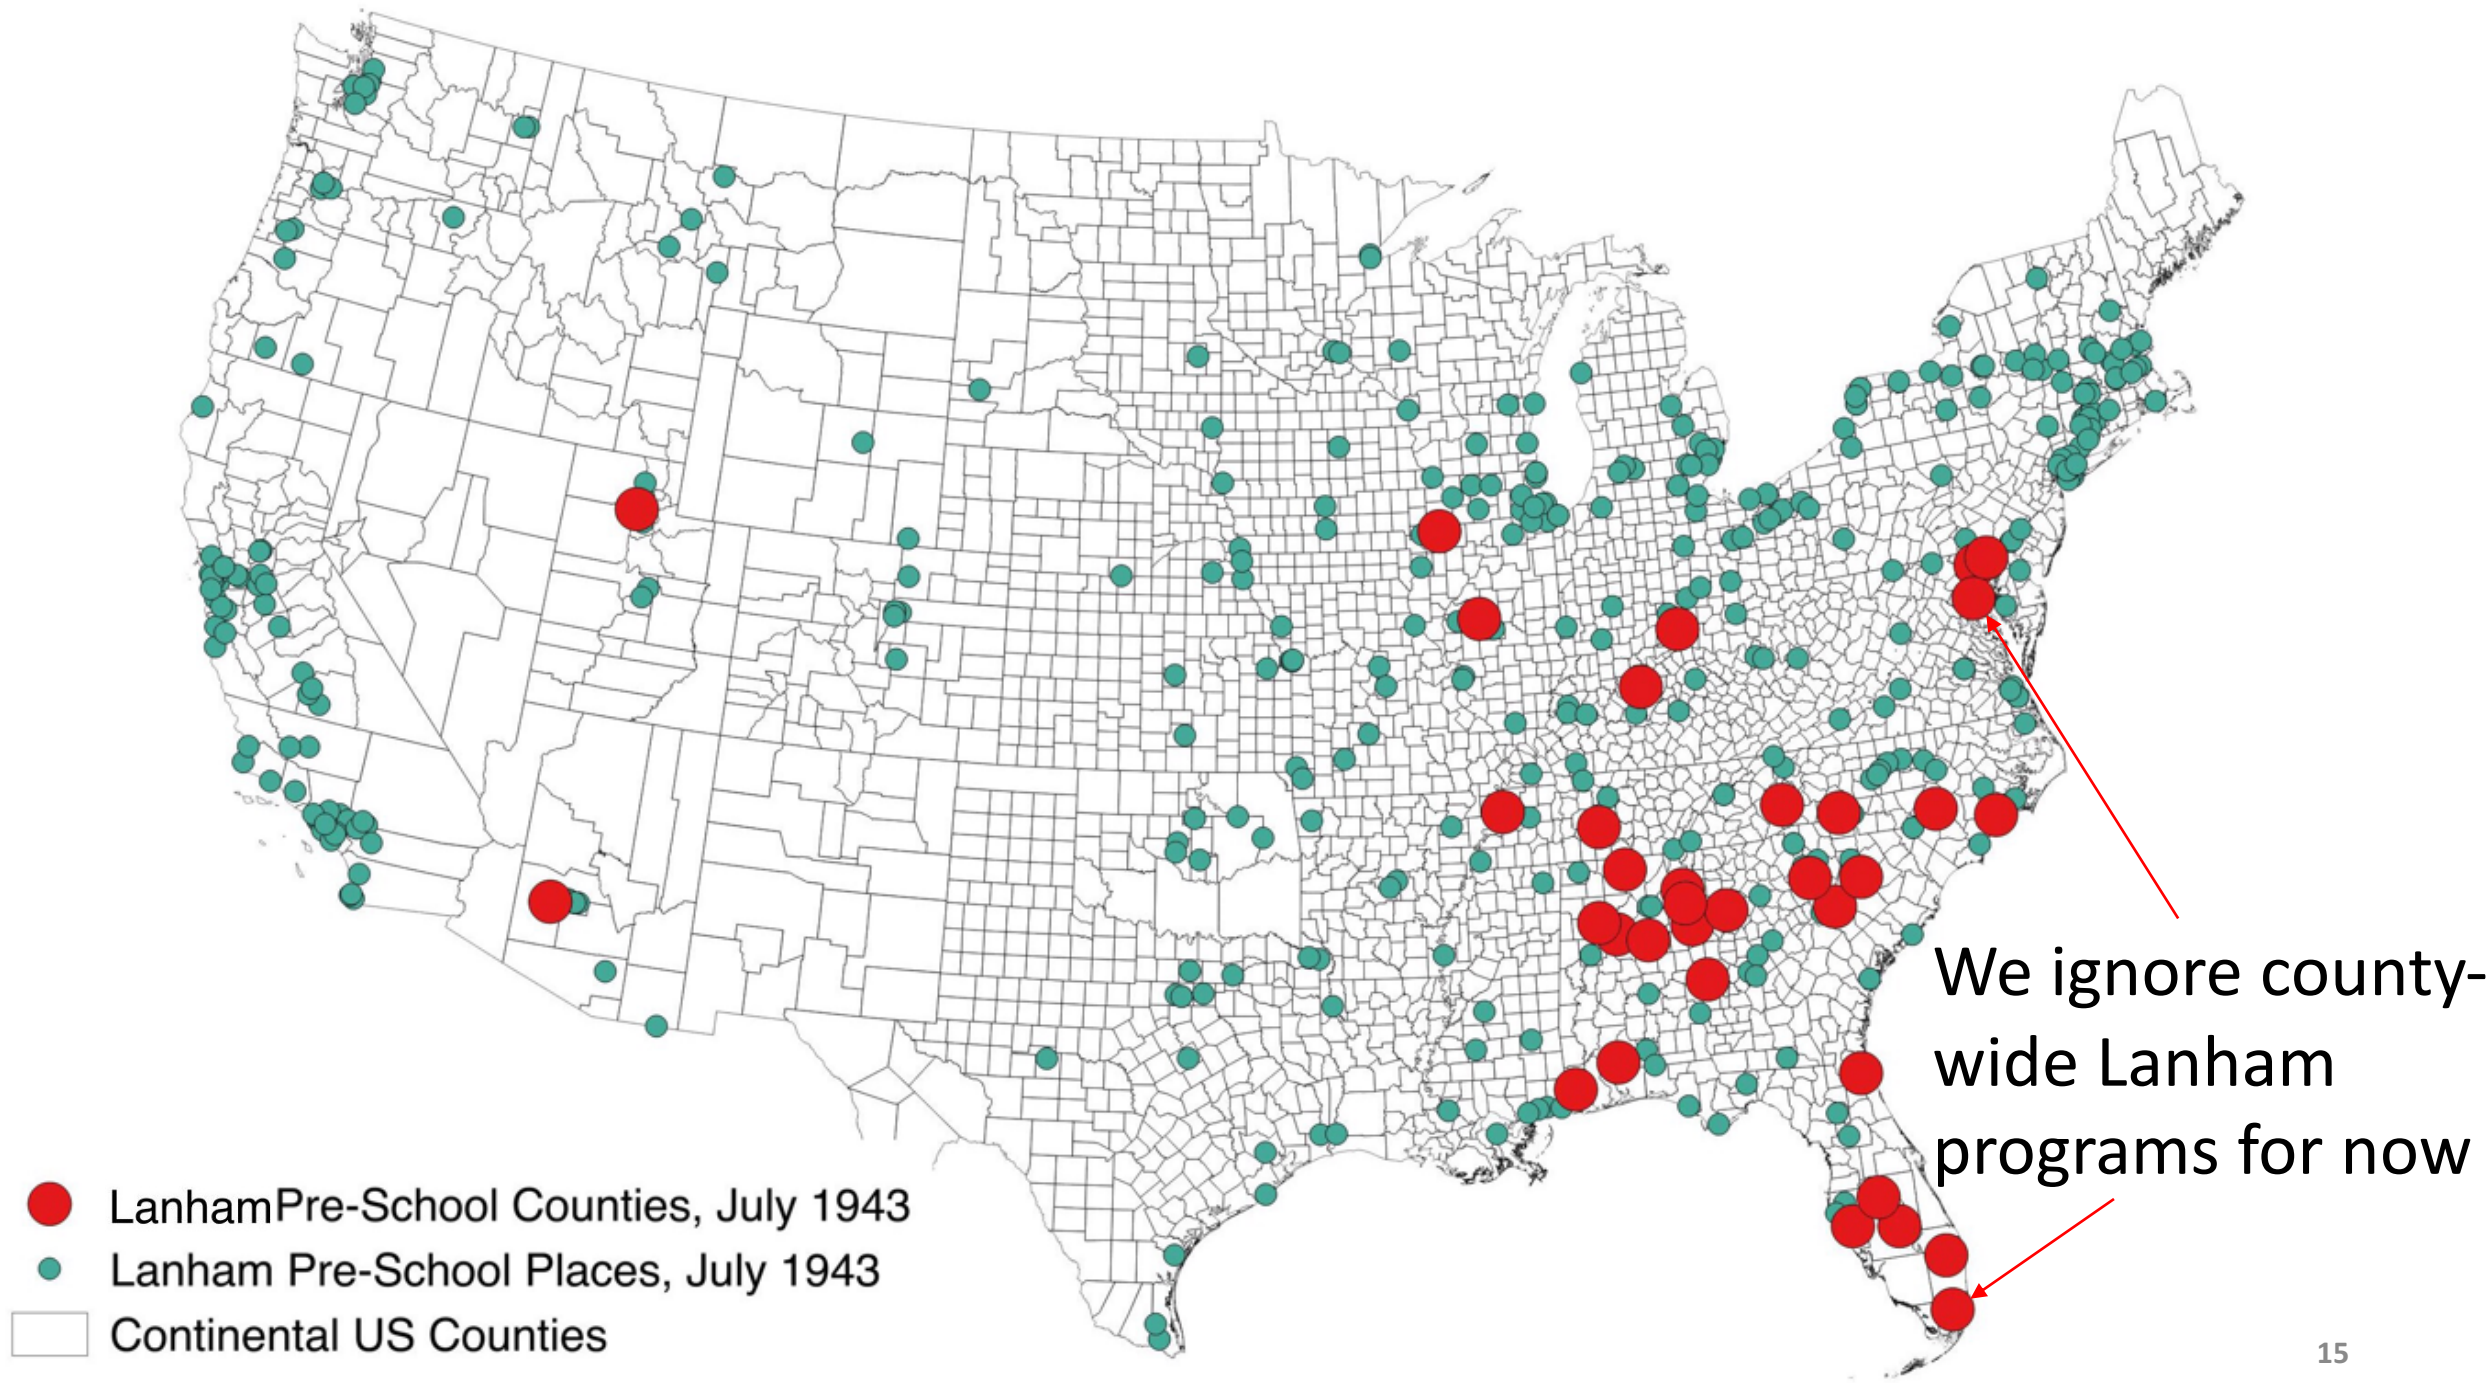 We ignore county-
wide Lanham
programs for now
LanhamPre-School Counties, July 1943
Lanham Pre-School Places, July 1943
Continental US Counties
15